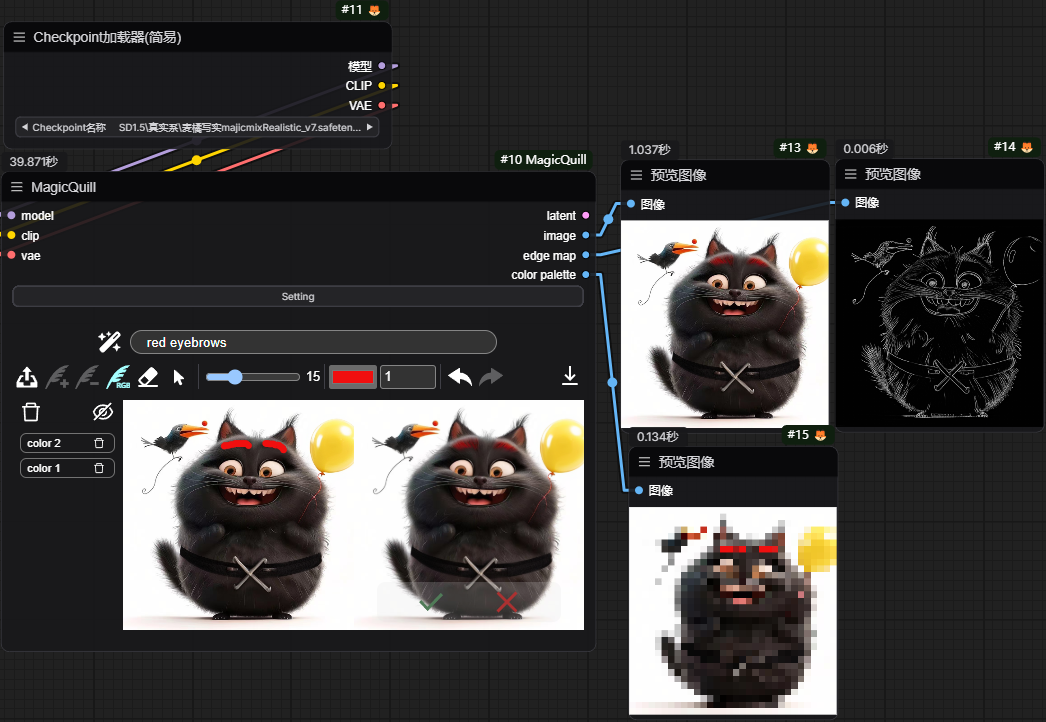 #11
Checkpoint加载器(简易)
模型
CLIP
VAE
Checkpoint名称 SD1.5\真实系\麦橘写实majicmixRealistic_v7.safeten...
39.871秒
#10 MagicQuill
MagicQuill
model
latent
clip
image
vae
edge map
color palette
Setting
red eyebrows
RGB
15
1
color 2
color 1
1.037秒
#13
预览图像
图像
0.006秒
#14
预览图像
图像
0.134秒
#15
预览图像
图像